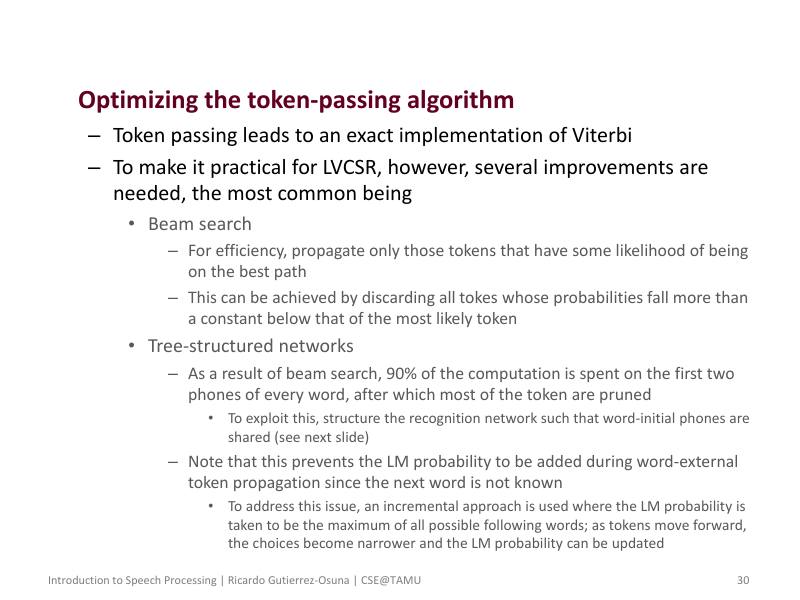 Optimizing the token-passing algorithm
– Token passing leads to an exact implementation of Viterbi
– To make it practical for LVCSR, however, several improvements are
needed, the most common being
• Beam search
– For efficiency, propagate only those tokens that have some likelihood of being
on the best path
– This can be achieved by discarding all tokes whose probabilities fall more than
a constant below that of the most likely token
• Tree-structured networks
– As a result of beam search, 90% of the computation is spent on the first two
phones of every word, after which most of the token are pruned
• To exploit this, structure the recognition network such that word-initial phones are
shared (see next slide)
– Note that this prevents the LM probability to be added during word-external
token propagation since the next word is not known
• To address this issue, an incremental approach is used where the LM probability is
taken to be the maximum of all possible following words; as tokens move forward,
the choices become narrower and the LM probability can be updated
Introduction to Speech Processing | Ricardo Gutierrez-Osuna | CSE@TAMU 30